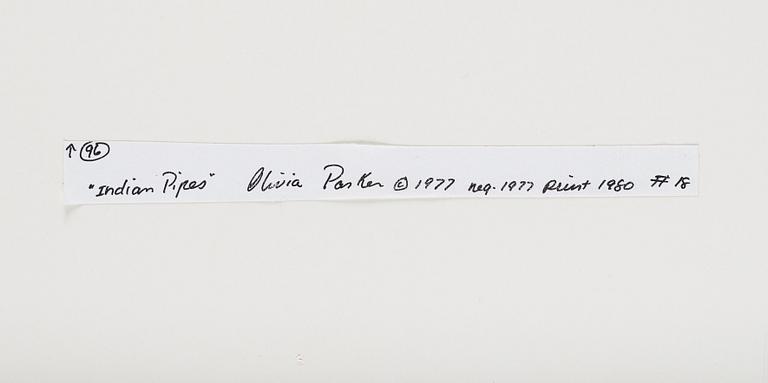 ↑ 96
"Indian Pipes" Olivia Parker © 1977 neg. 1977 print 1980 # 18